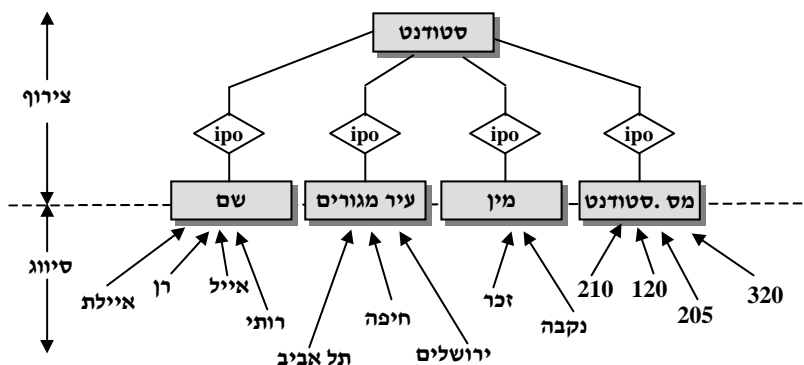 סטודנט
צירוף
ipo ipo ipo ipo
מס .סטודנט
מין
עיר מגורים
שם
סיווג
320
205
120
210
נקבה
זכר
ירושלים
חיפה
תל אביב
רותי
אייל
רן
איילת